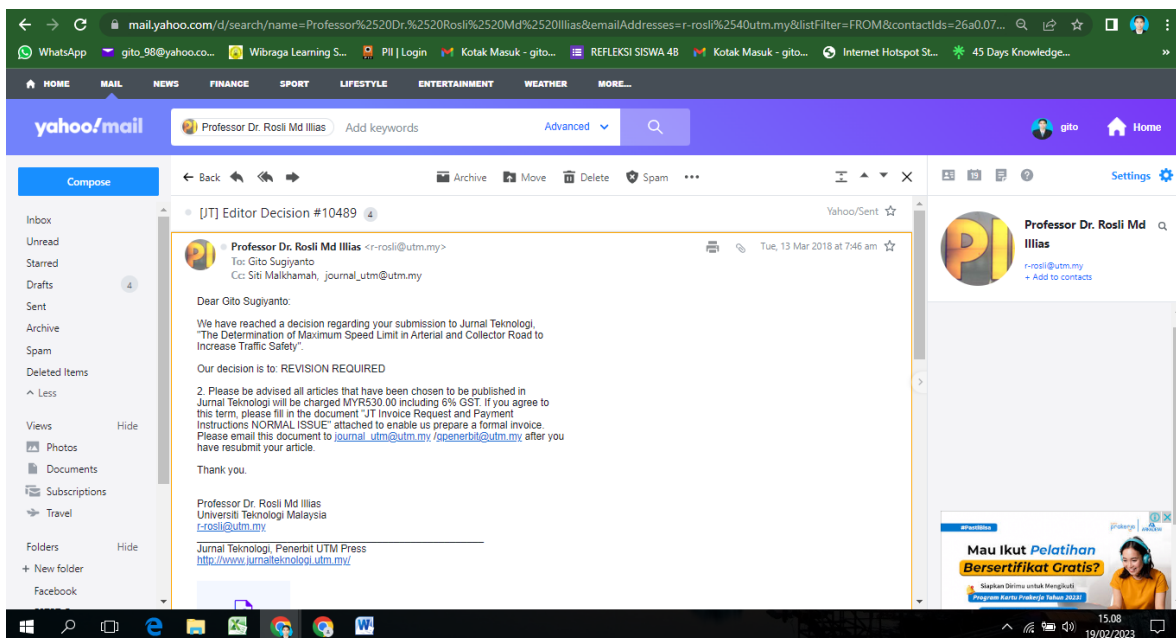 mail.yahoo.com/d/search/name=Professor%2520Dr.%2520Rosli%2520Md%2520Illias&emailAddresses=r-rosli%2540utm.my&listFilter=FROM&contactIds=26a0.07...
WhatsApp gito_98@yahoo.co... Wibraga Learning S... PII | Login Kotak Masuk - gito... REFLEKSI SISWA 4B Kotak Masuk - gito... Internet Hotspot St... 45 Days Knowledge... »
HOME MAIL NEWS FINANCE SPORT LIFESTYLE ENTERTAINMENT WEATHER MORE...
yahoo!mail Professor Dr. Rosli Md Illias Add keywords Advanced gito Home
Compose Back Archive Move Delete Spam ••• Settings
Inbox
Unread
Starred
Drafts 4
Sent
Archive
Spam
Deleted Items
Less
Views Hide
Photos
Documents
Subscriptions
Travel
Folders Hide
+ New folder
Facebook
[JT] Editor Decision #10489 4 Yahoo/Sent
Professor Dr. Rosli Md Illias <r-rosli@utm.my> Tue, 13 Mar 2018 at 7:46 am
To: Gito Sugiyanto
Cc: Siti Malkhamah, journal_utm@utm.my
Dear Gito Sugiyanto:
We have reached a decision regarding your submission to Jurnal Teknologi,
"The Determination of Maximum Speed Limit in Arterial and Collector Road to
Increase Traffic Safety".
Our decision is to: REVISION REQUIRED
2. Please be advised all articles that have been chosen to be published in
Jurnal Teknologi will be charged MYR530.00 including 6% GST. If you agree to
this term, please fill in the document "JT Invoice Request and Payment
Instructions NORMAL ISSUE" attached to enable us prepare a formal invoice.
Please email this document to journal_utm@utm.my /qpenerbit@utm.my after you
have resubmit your article.
Thank you.
Professor Dr. Rosli Md Illias
Universiti Teknologi Malaysia
r-rosli@utm.my
Jurnal Teknologi, Penerbit UTM Press
http://www.jurnalteknologi.utm.my/
Professor Dr. Rosli Md
Illias
r-rosli@utm.my
+ Add to contacts
#PastiBisa prakerja
Mau Ikut Pelatihan
Bersertifikat Gratis?
Siapkan Dirimu untuk Mengikuti
Program Kartu Prakerja Tahun 2023!
15.08
19/02/2023